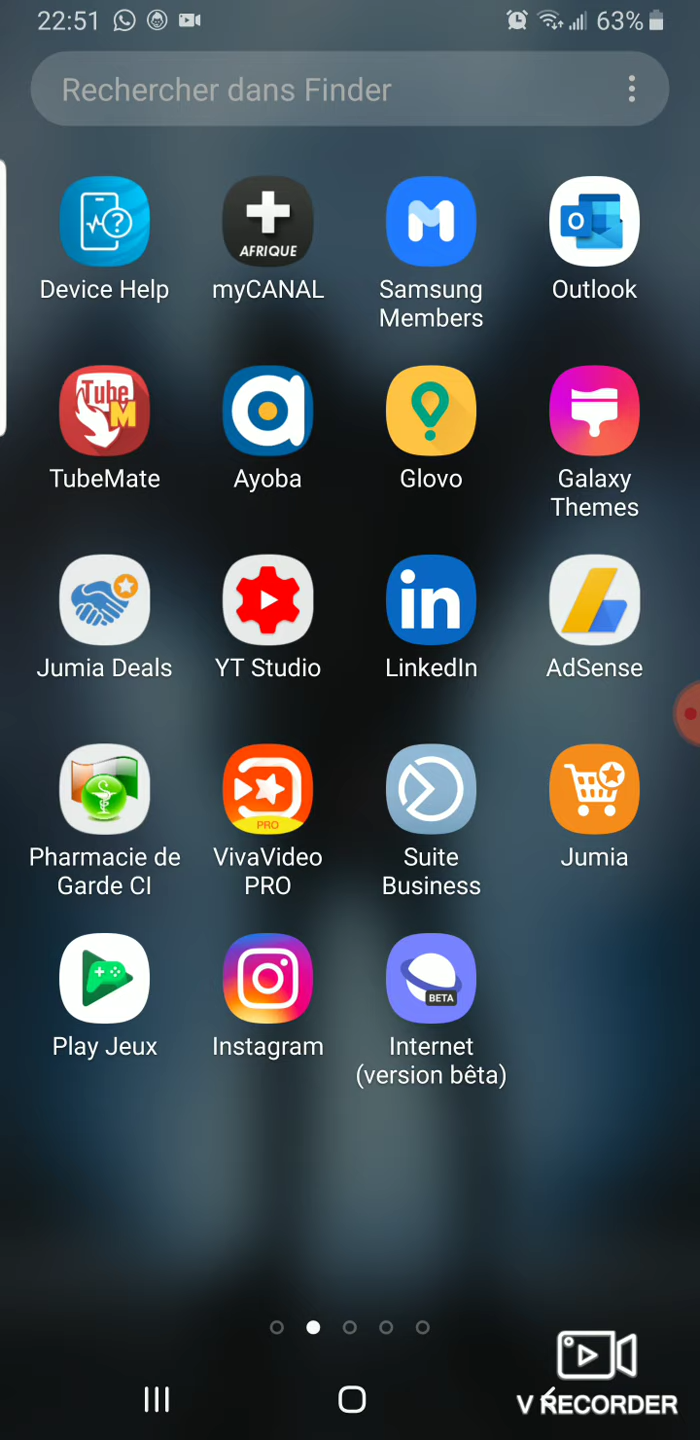 22:51
63%
Rechercher dans Finder
AFRIQUE
Device Help
myCANAL
Samsung
Members
Outlook
Tube
M
TubeMate
Ayoba
Glovo
Galaxy
Themes
in
Jumia Deals
YT Studio
LinkedIn
AdSense
PRO
Pharmacie de
Garde CI
VivaVideo
PRO
Suite
Business
Jumia
BETA
Play Jeux
Instagram
Internet
(version bêta)
V RECORDER